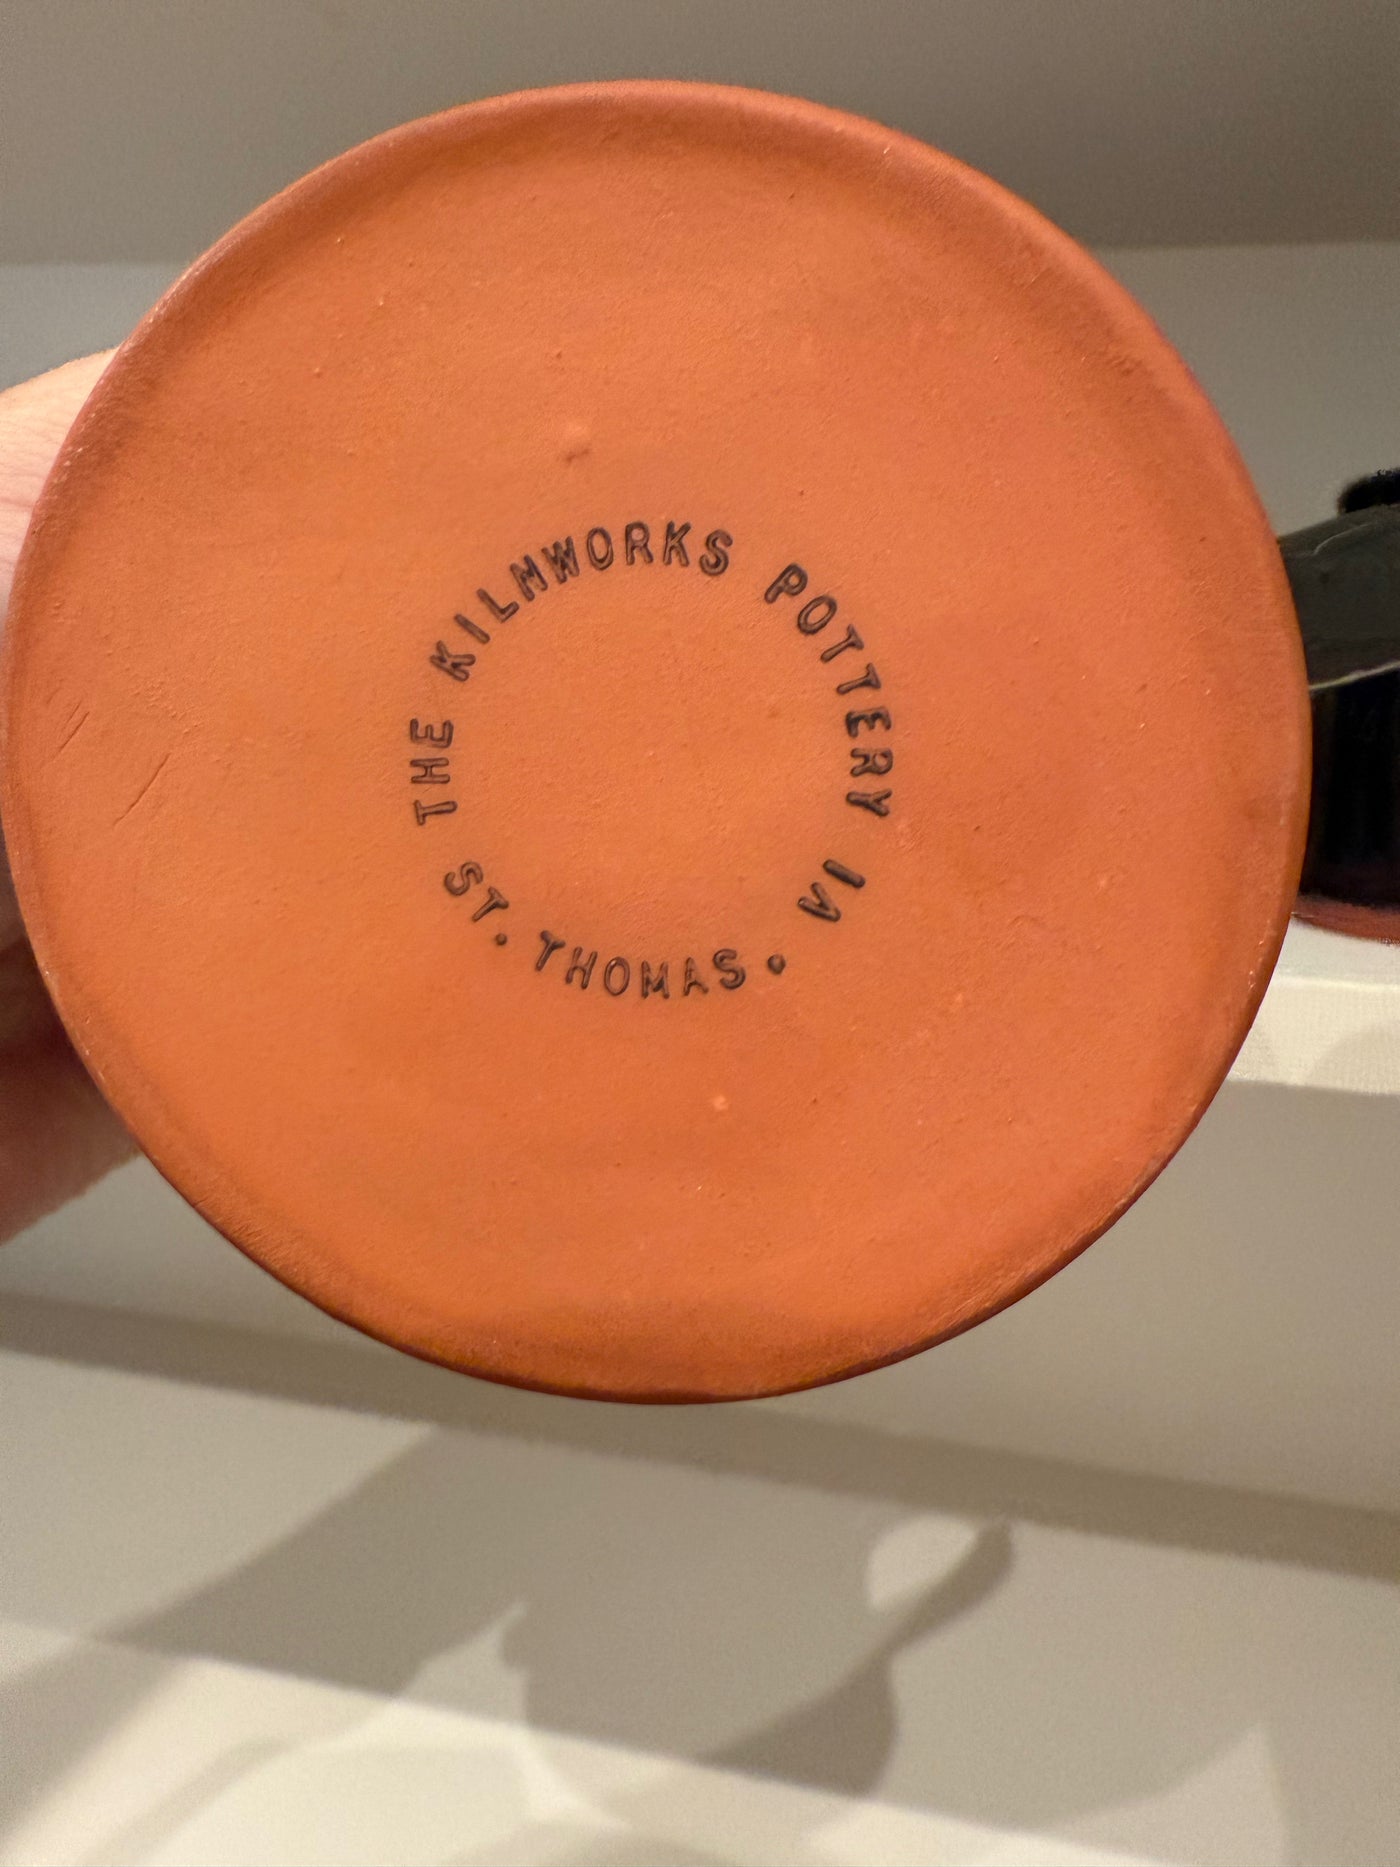 THE KILNWORKS POTTERY
ST. THOMAS. VI